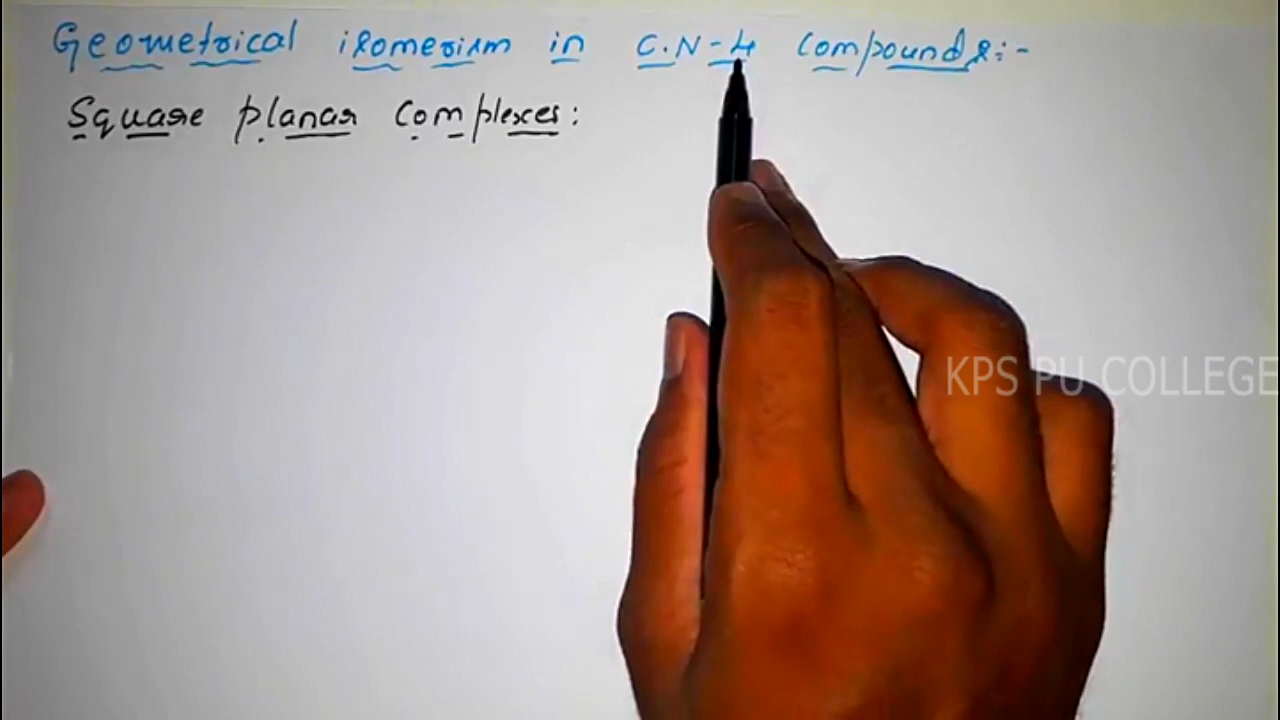 Geometrical isomerism in C.N-4 compounds:-
Square planar complexes:
KPS PU COLLEGE